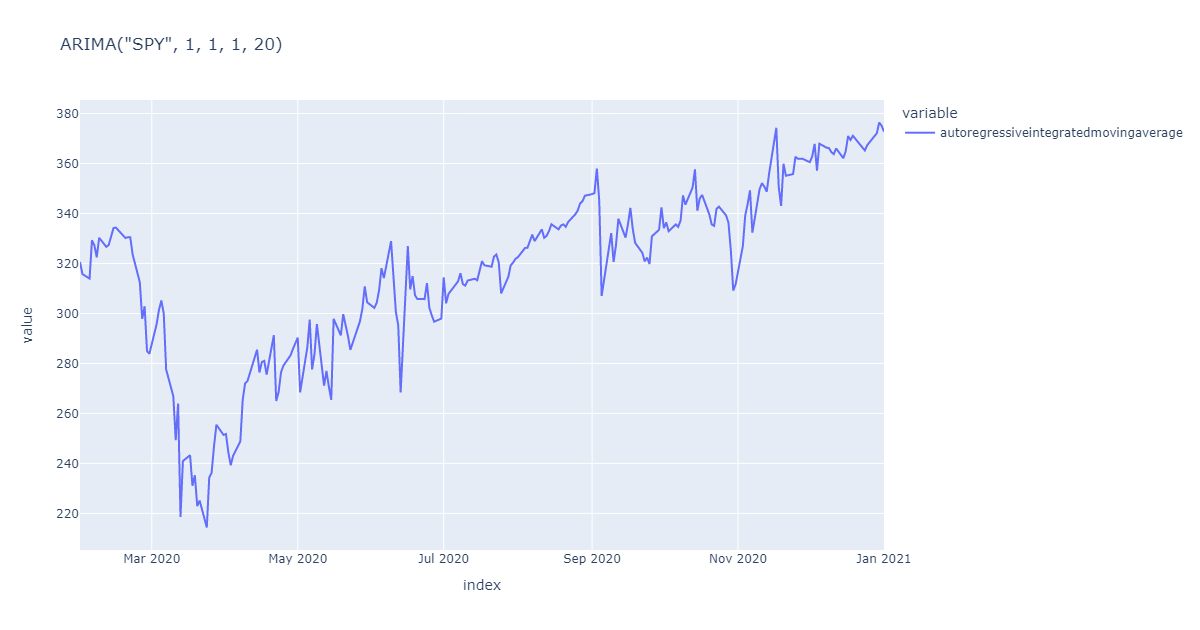 ARIMA("SPY", 1, 1, 1, 20)
variable
autoregressiveintegratedmovingaverage
380
360
340
320
300
280
260
240
220
value
Mar 2020
May 2020
Jul 2020
Sep 2020
Nov 2020
Jan 2021
index